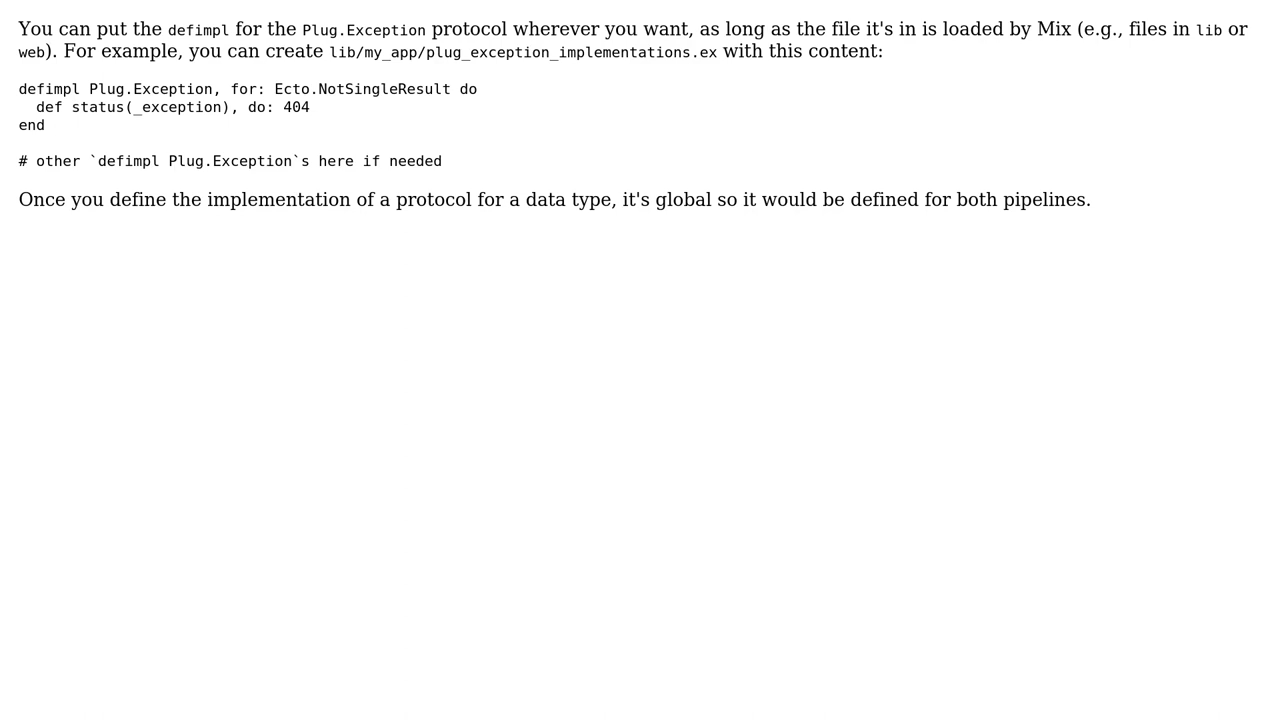 You can put the defimpl for the Plug.Exception protocol wherever you want, as long as the file it's in is loaded by Mix (e.g., files in lib or
web). For example, you can create lib/my_app/plug_exception_implementations.ex with this content:
defimpl Plug.Exception, for: Ecto.NotSingleResult do
  def status(_exception), do: 404
end
# other `defimpl Plug.Exception`s here if needed
Once you define the implementation of a protocol for a data type, it's global so it would be defined for both pipelines.